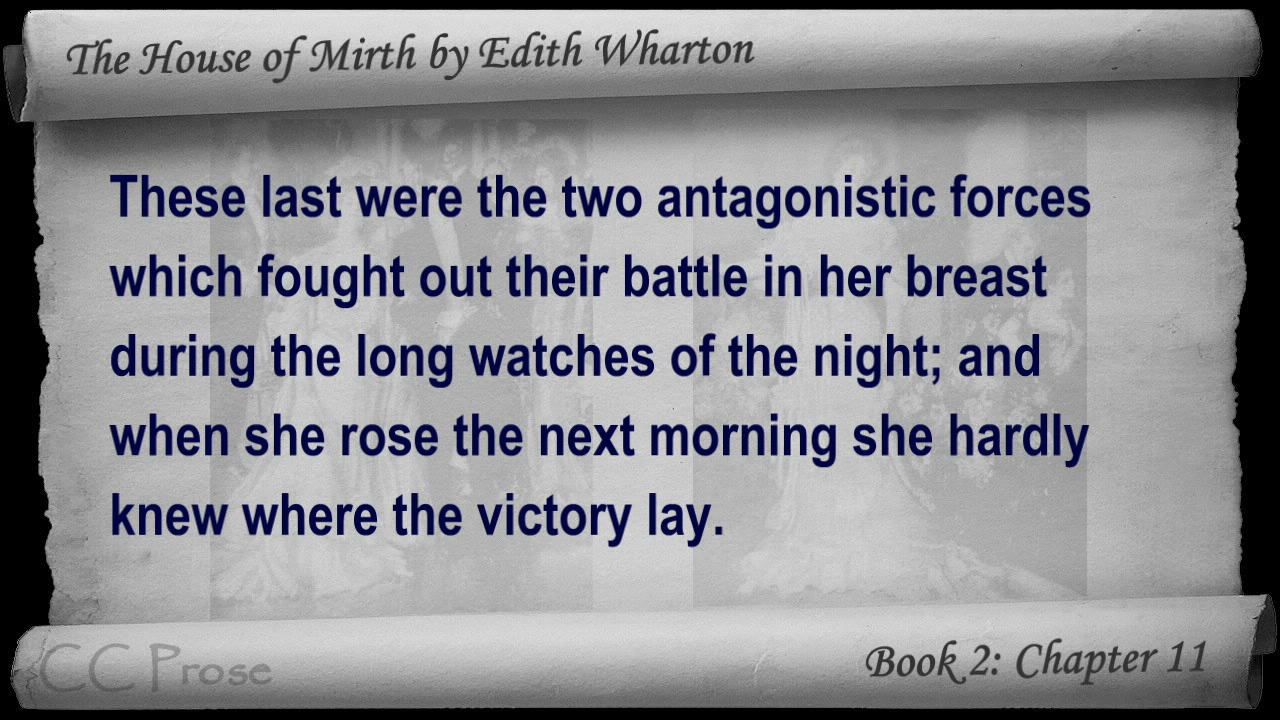 The House of Mirth by Edith Wharton
These last were the two antagonistic forces
which fought out their battle in her breast
during the long watches of the night; and
when she rose the next morning she hardly
knew where the victory lay.
CC Prose
Book 2: Chapter 11